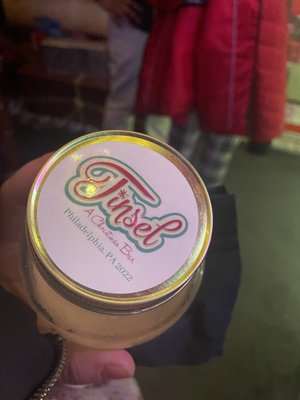 Tinsel
A Christmas Bar
Philadelphia, PA 2022